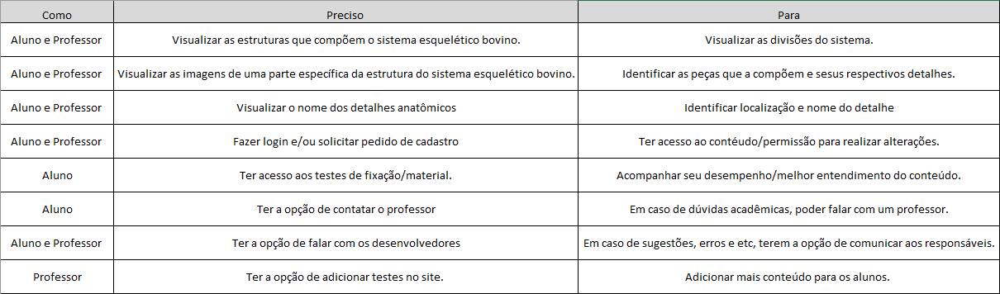 Como Preciso Para
Aluno e Professor Visualizar as estruturas que compõem o sistema esquelético bovino. Visualizar as divisões do sistema.
Aluno e Professor Visualizar as imagens de uma parte específica da estrutura do sistema esquelético bovino. Identificar as peças que a compõem e sesus respectivos detalhes.
Aluno e Professor Visualizar o nome dos detalhes anatômicos Identificar localização e nome do detalhe
Aluno e Professor Fazer login e/ou solicitar pedido de cadastro Ter acesso ao contéudo/permissão para realizar alterações.
Aluno Ter acesso aos testes de fixação/material. Acompanhar seu desempenho/melhor entendimento do conteúdo.
Aluno Ter a opção de contatar o professor Em caso de dúvidas acadêmicas, poder falar com um professor.
Aluno e Professor Ter a opção de falar com os desenvolvedores Em caso de sugestões, erros e etc, terem a opção de comunicar aos responsáveis.
Professor Ter a opção de adicionar testes no site. Adicionar mais conteúdo para os alunos.